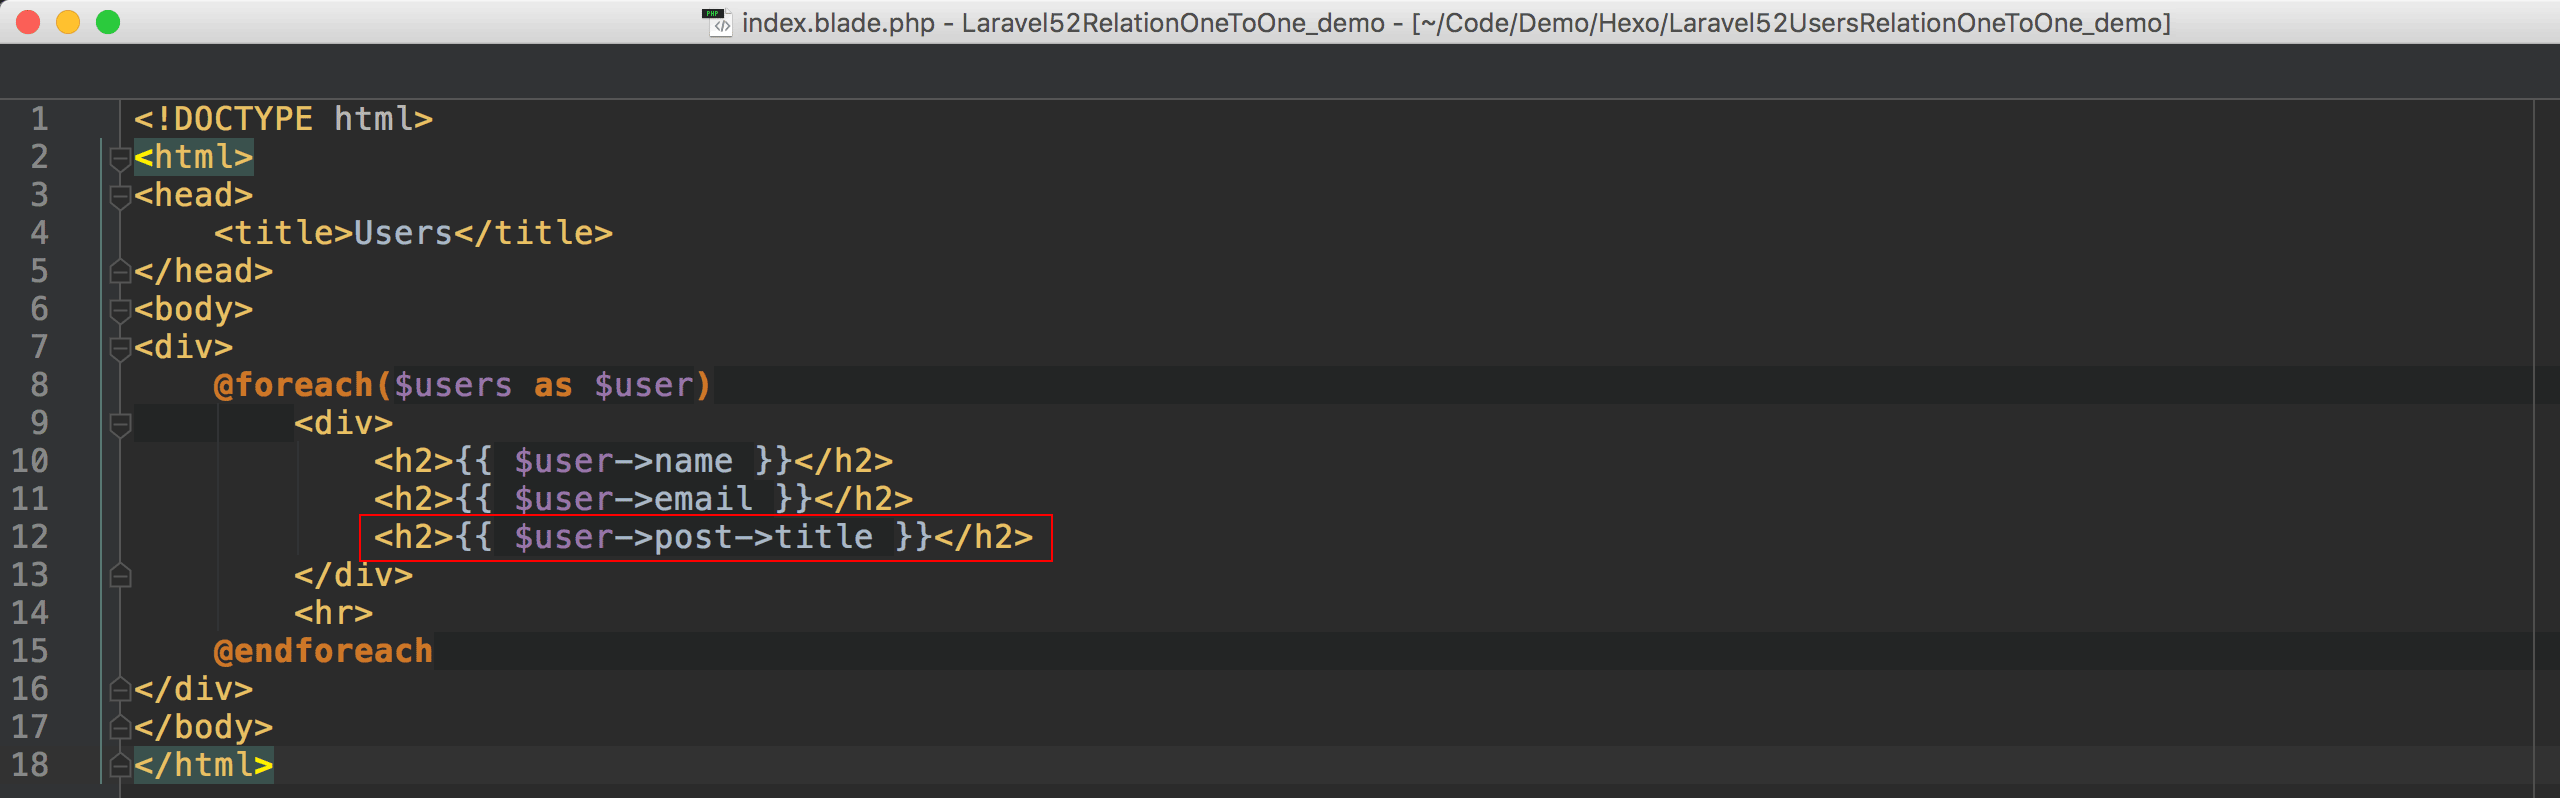 PHP
index.blade.php - Laravel52RelationOneToOne_demo - [~/Code/Demo/Hexo/Laravel52UsersRelationOneToOne_demo]
1 <!DOCTYPE html>
2 <html>
3 <head>
4     <title>Users</title>
5 </head>
6 <body>
7 <div>
8     @foreach($users as $user)
9         <div>
10             <h2>{{ $user->name }}</h2>
11             <h2>{{ $user->email }}</h2>
12             <h2>{{ $user->post->title }}</h2>
13         </div>
14         <hr>
15     @endforeach
16 </div>
17 </body>
18 </html>